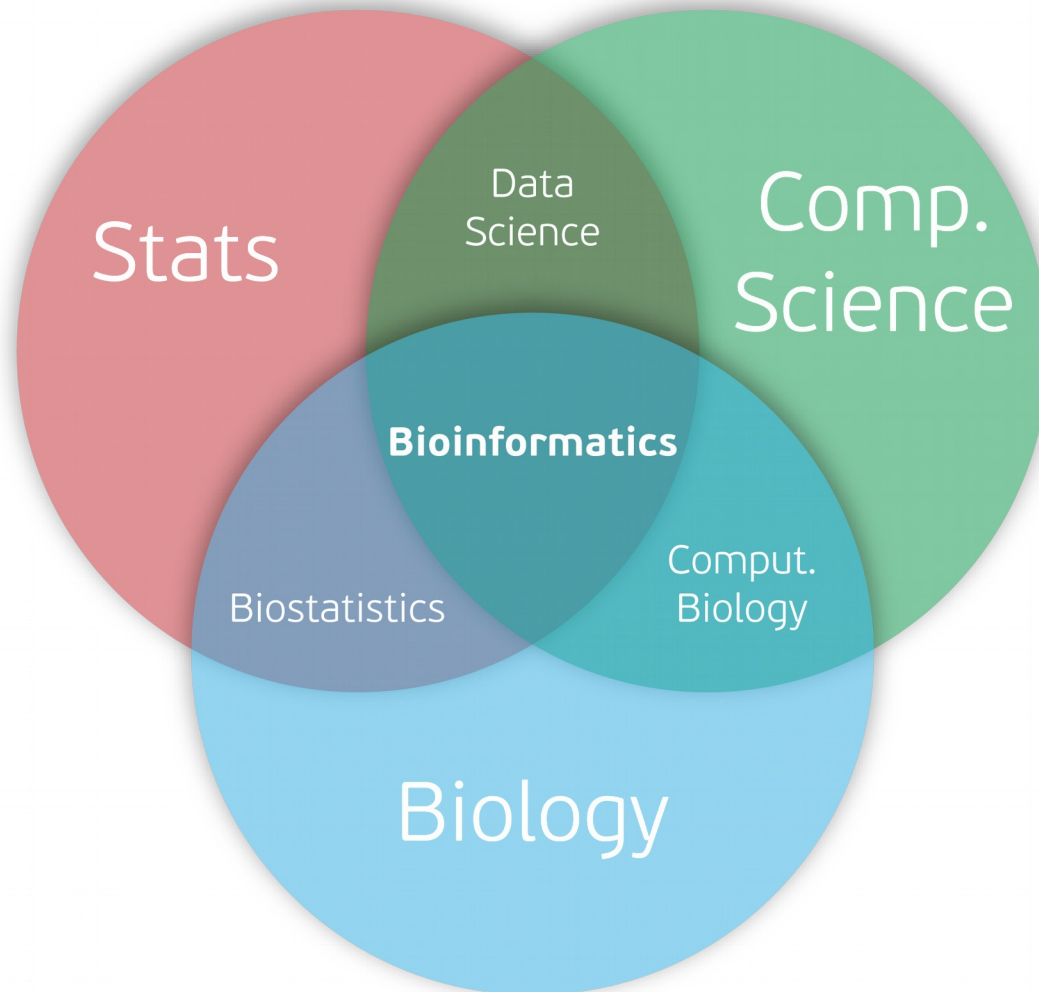 Data
Science
Stats
Comp.
Science
Bioinformatics
Biostatistics
Comput.
Biology
Biology